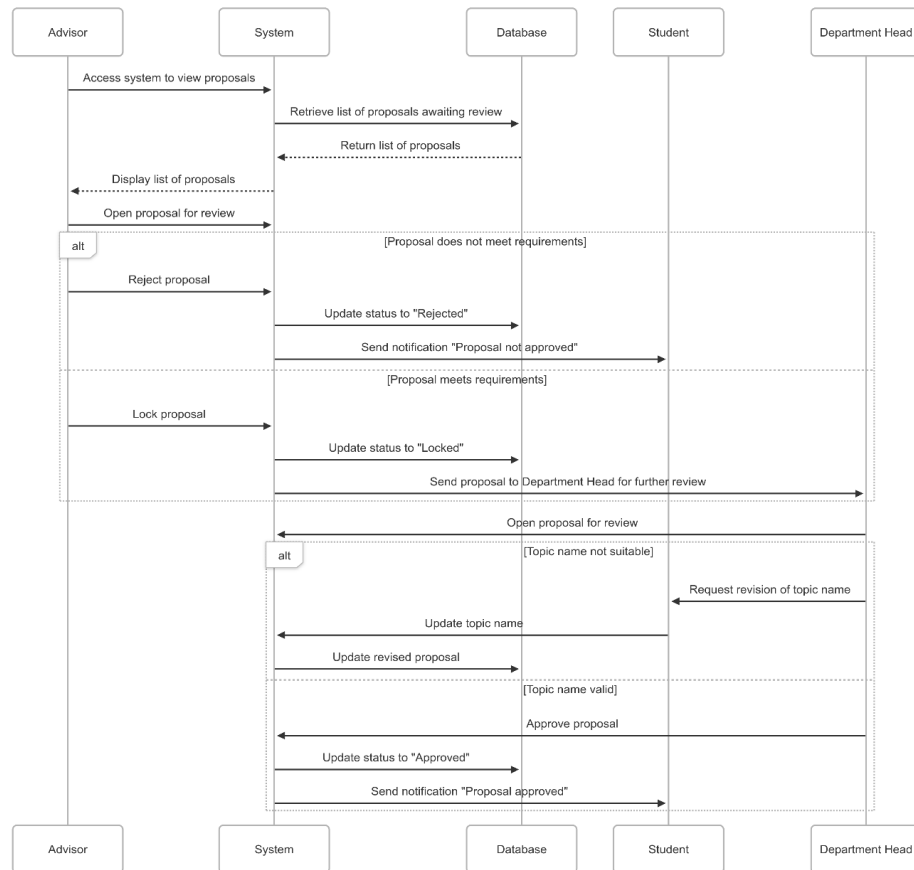 Advisor
System
Database
Student
Department Head
Access system to view proposals
Retrieve list of proposals awaiting review
Return list of proposals
Display list of proposals
Open proposal for review
alt
[Proposal does not meet requirements]
Reject proposal
Update status to "Rejected"
Send notification "Proposal not approved"
[Proposal meets requirements]
Lock proposal
Update status to "Locked"
Send proposal to Department Head for further review
Open proposal for review
alt
[Topic name not suitable]
Request revision of topic name
Update topic name
Update revised proposal
[Topic name valid]
Approve proposal
Update status to "Approved"
Send notification "Proposal approved"
Advisor
System
Database
Student
Department Head